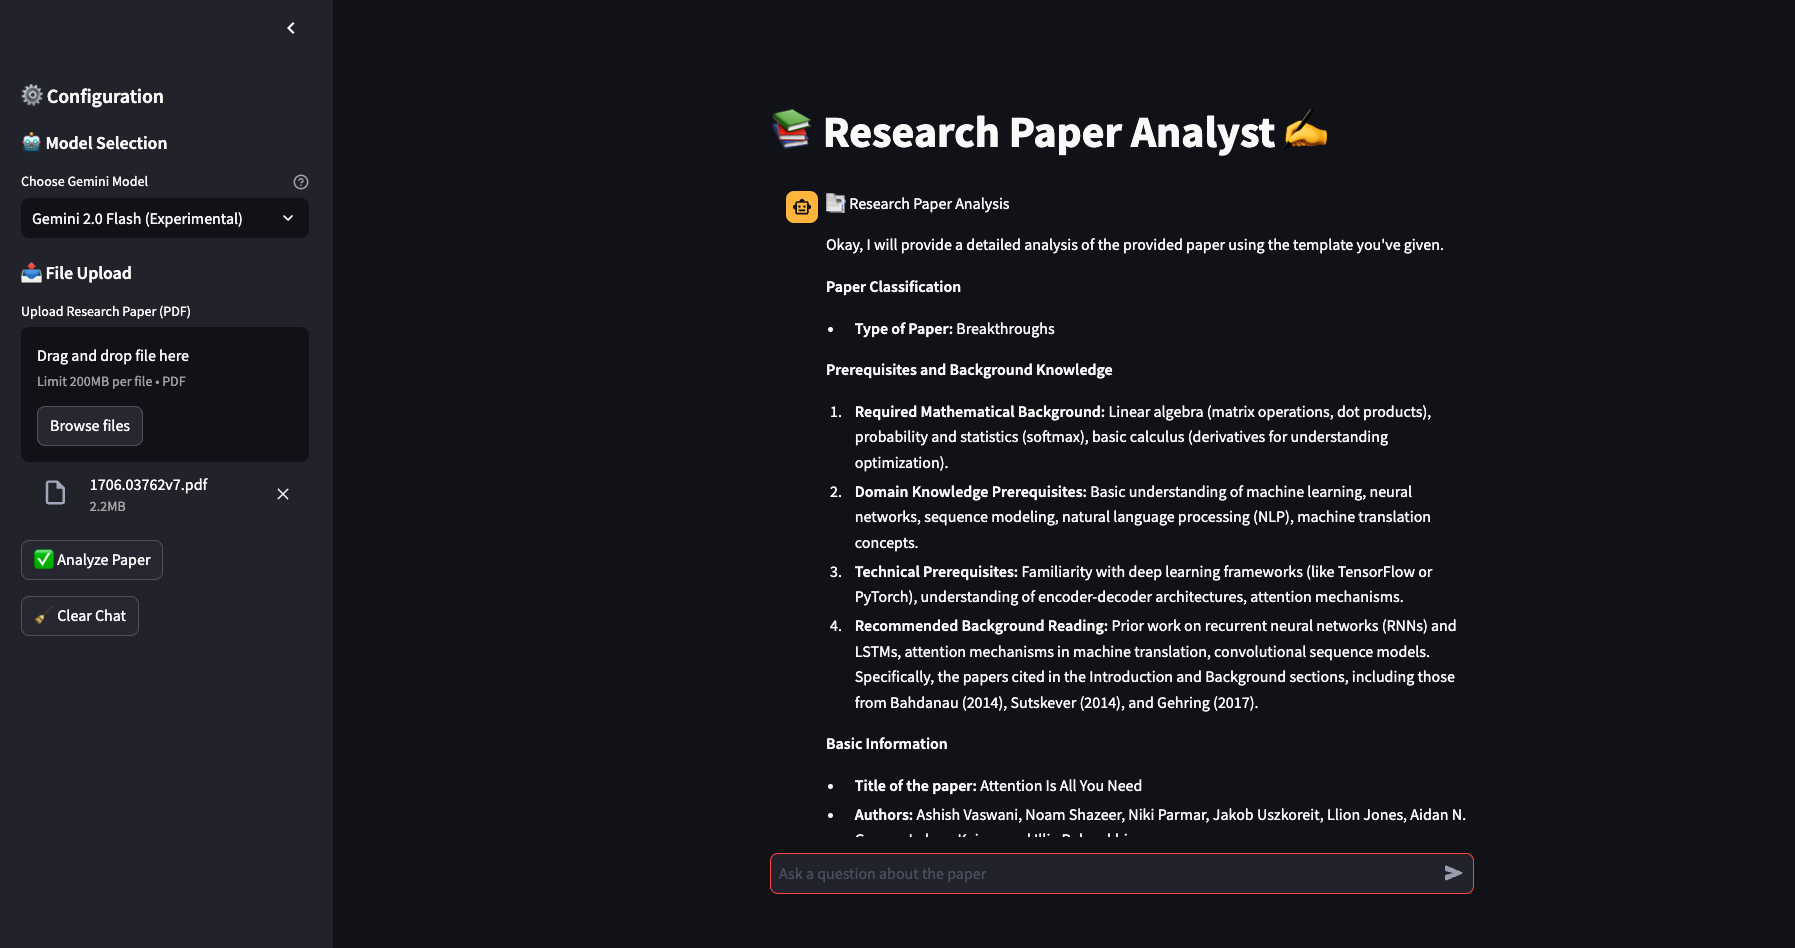 Configuration
Model Selection
Choose Gemini Model
Gemini 2.0 Flash (Experimental)
File Upload
Upload Research Paper (PDF)
Drag and drop file here
Limit 200MB per file • PDF
Browse files
1706.03762v7.pdf
2.2MB
Analyze Paper
Clear Chat
Research Paper Analyst
Research Paper Analysis
Okay, I will provide a detailed analysis of the provided paper using the template you've given.
Paper Classification
• Type of Paper: Breakthroughs
Prerequisites and Background Knowledge
1. Required Mathematical Background: Linear algebra (matrix operations, dot products),
probability and statistics (softmax), basic calculus (derivatives for understanding
optimization).
2. Domain Knowledge Prerequisites: Basic understanding of machine learning, neural
networks, sequence modeling, natural language processing (NLP), machine translation
concepts.
3. Technical Prerequisites: Familiarity with deep learning frameworks (like TensorFlow or
PyTorch), understanding of encoder-decoder architectures, attention mechanisms.
4. Recommended Background Reading: Prior work on recurrent neural networks (RNNs) and
LSTMs, attention mechanisms in machine translation, convolutional sequence models.
Specifically, the papers cited in the Introduction and Background sections, including those
from Bahdanau (2014), Sutskever (2014), and Gehring (2017).
Basic Information
• Title of the paper: Attention Is All You Need
• Authors: Ashish Vaswani, Noam Shazeer, Niki Parmar, Jakob Uszkoreit, Llion Jones, Aidan N.
Ask a question about the paper